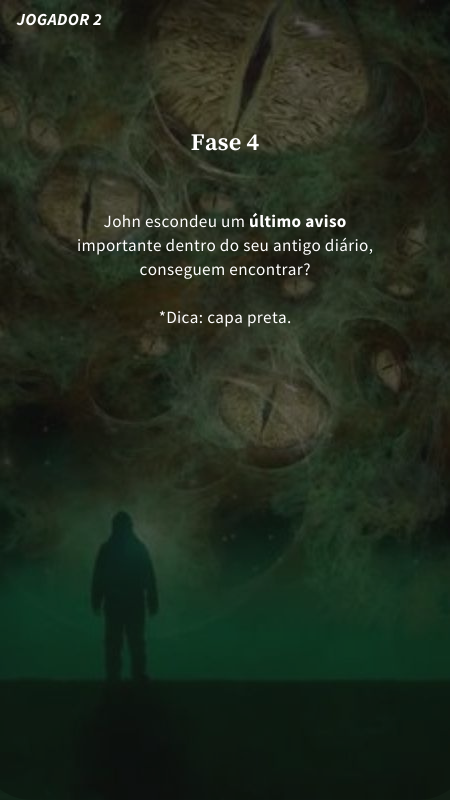 JOGADOR 2
Fase 4
John escondeu um último aviso
importante dentro do seu antigo diário,
conseguem encontrar?
*Dica: capa preta.